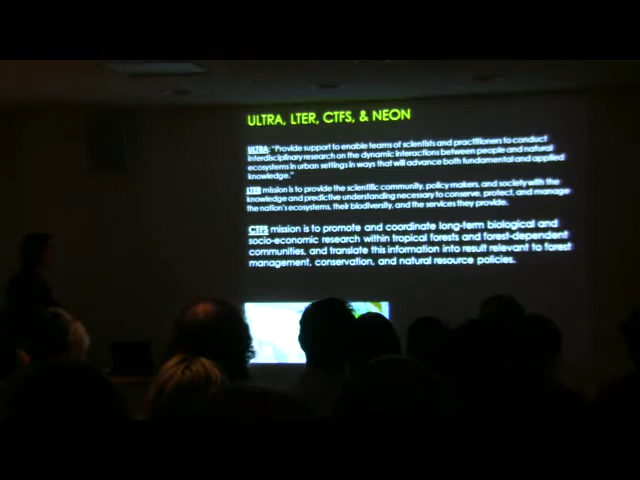 ULTRA, LTER, CTFS, & NEON
ULTRA: "Provide support to enable teams of scientists and practitioners to conduct
interdisciplinary research on the dynamic interactions between people and natural
ecosystems in urban settings in ways that will advance both fundamental and applied
knowledge."
LTER mission is to provide the scientific community, policy makers, and society with the
knowledge and predictive understanding necessary to conserve, protect, and manage
the nation's ecosystems, their biodiversity, and the services they provide.
CTFS mission is to promote and coordinate long-term biological and
socio-economic research within tropical forests and forest-dependent
communities, and translate this information into result relevant to forest
management, conservation, and natural resource policies.